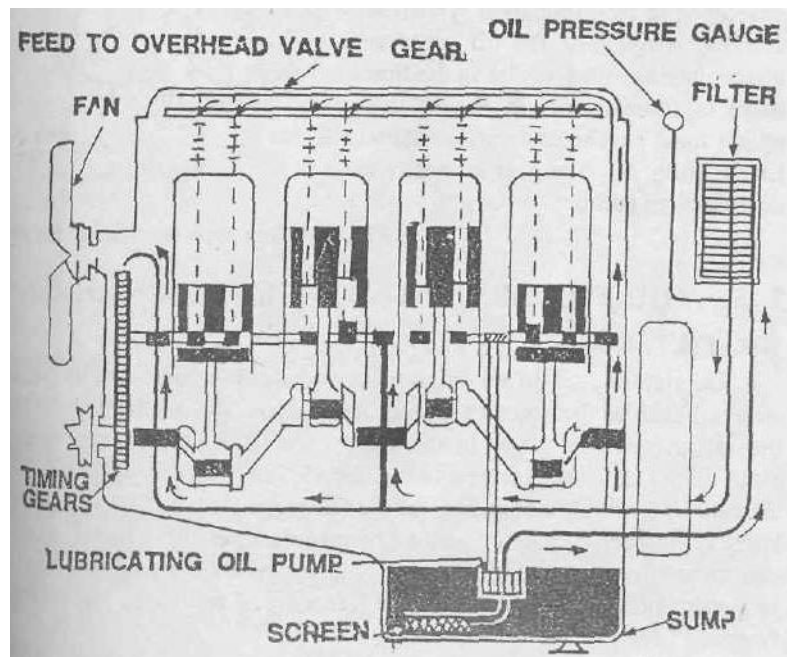 FEED TO OVERHEAD VALVE GEAR
OIL PRESSURE GAUGE
FAN
FILTER
TIMING
GEARS
LUBRICATING OIL PUMP
SCREEN
SUMP